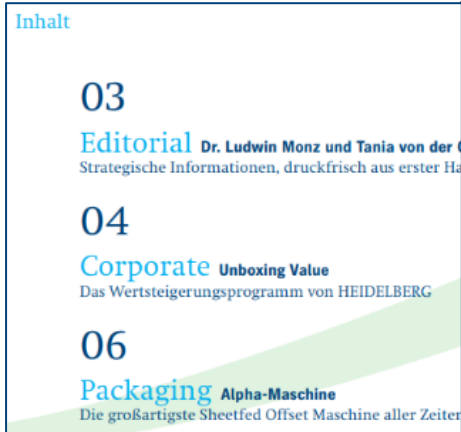 Inhalt
03
Editorial Dr. Ludwin Monz und Tania von der
Strategische Informationen, druckfrisch aus erster
04
Corporate Unboxing Value
Das Wertsteigerungsprogramm von HEIDELBERG
06
Packaging Alpha-Maschine
Die großartigste Sheetfed Offset Maschine aller